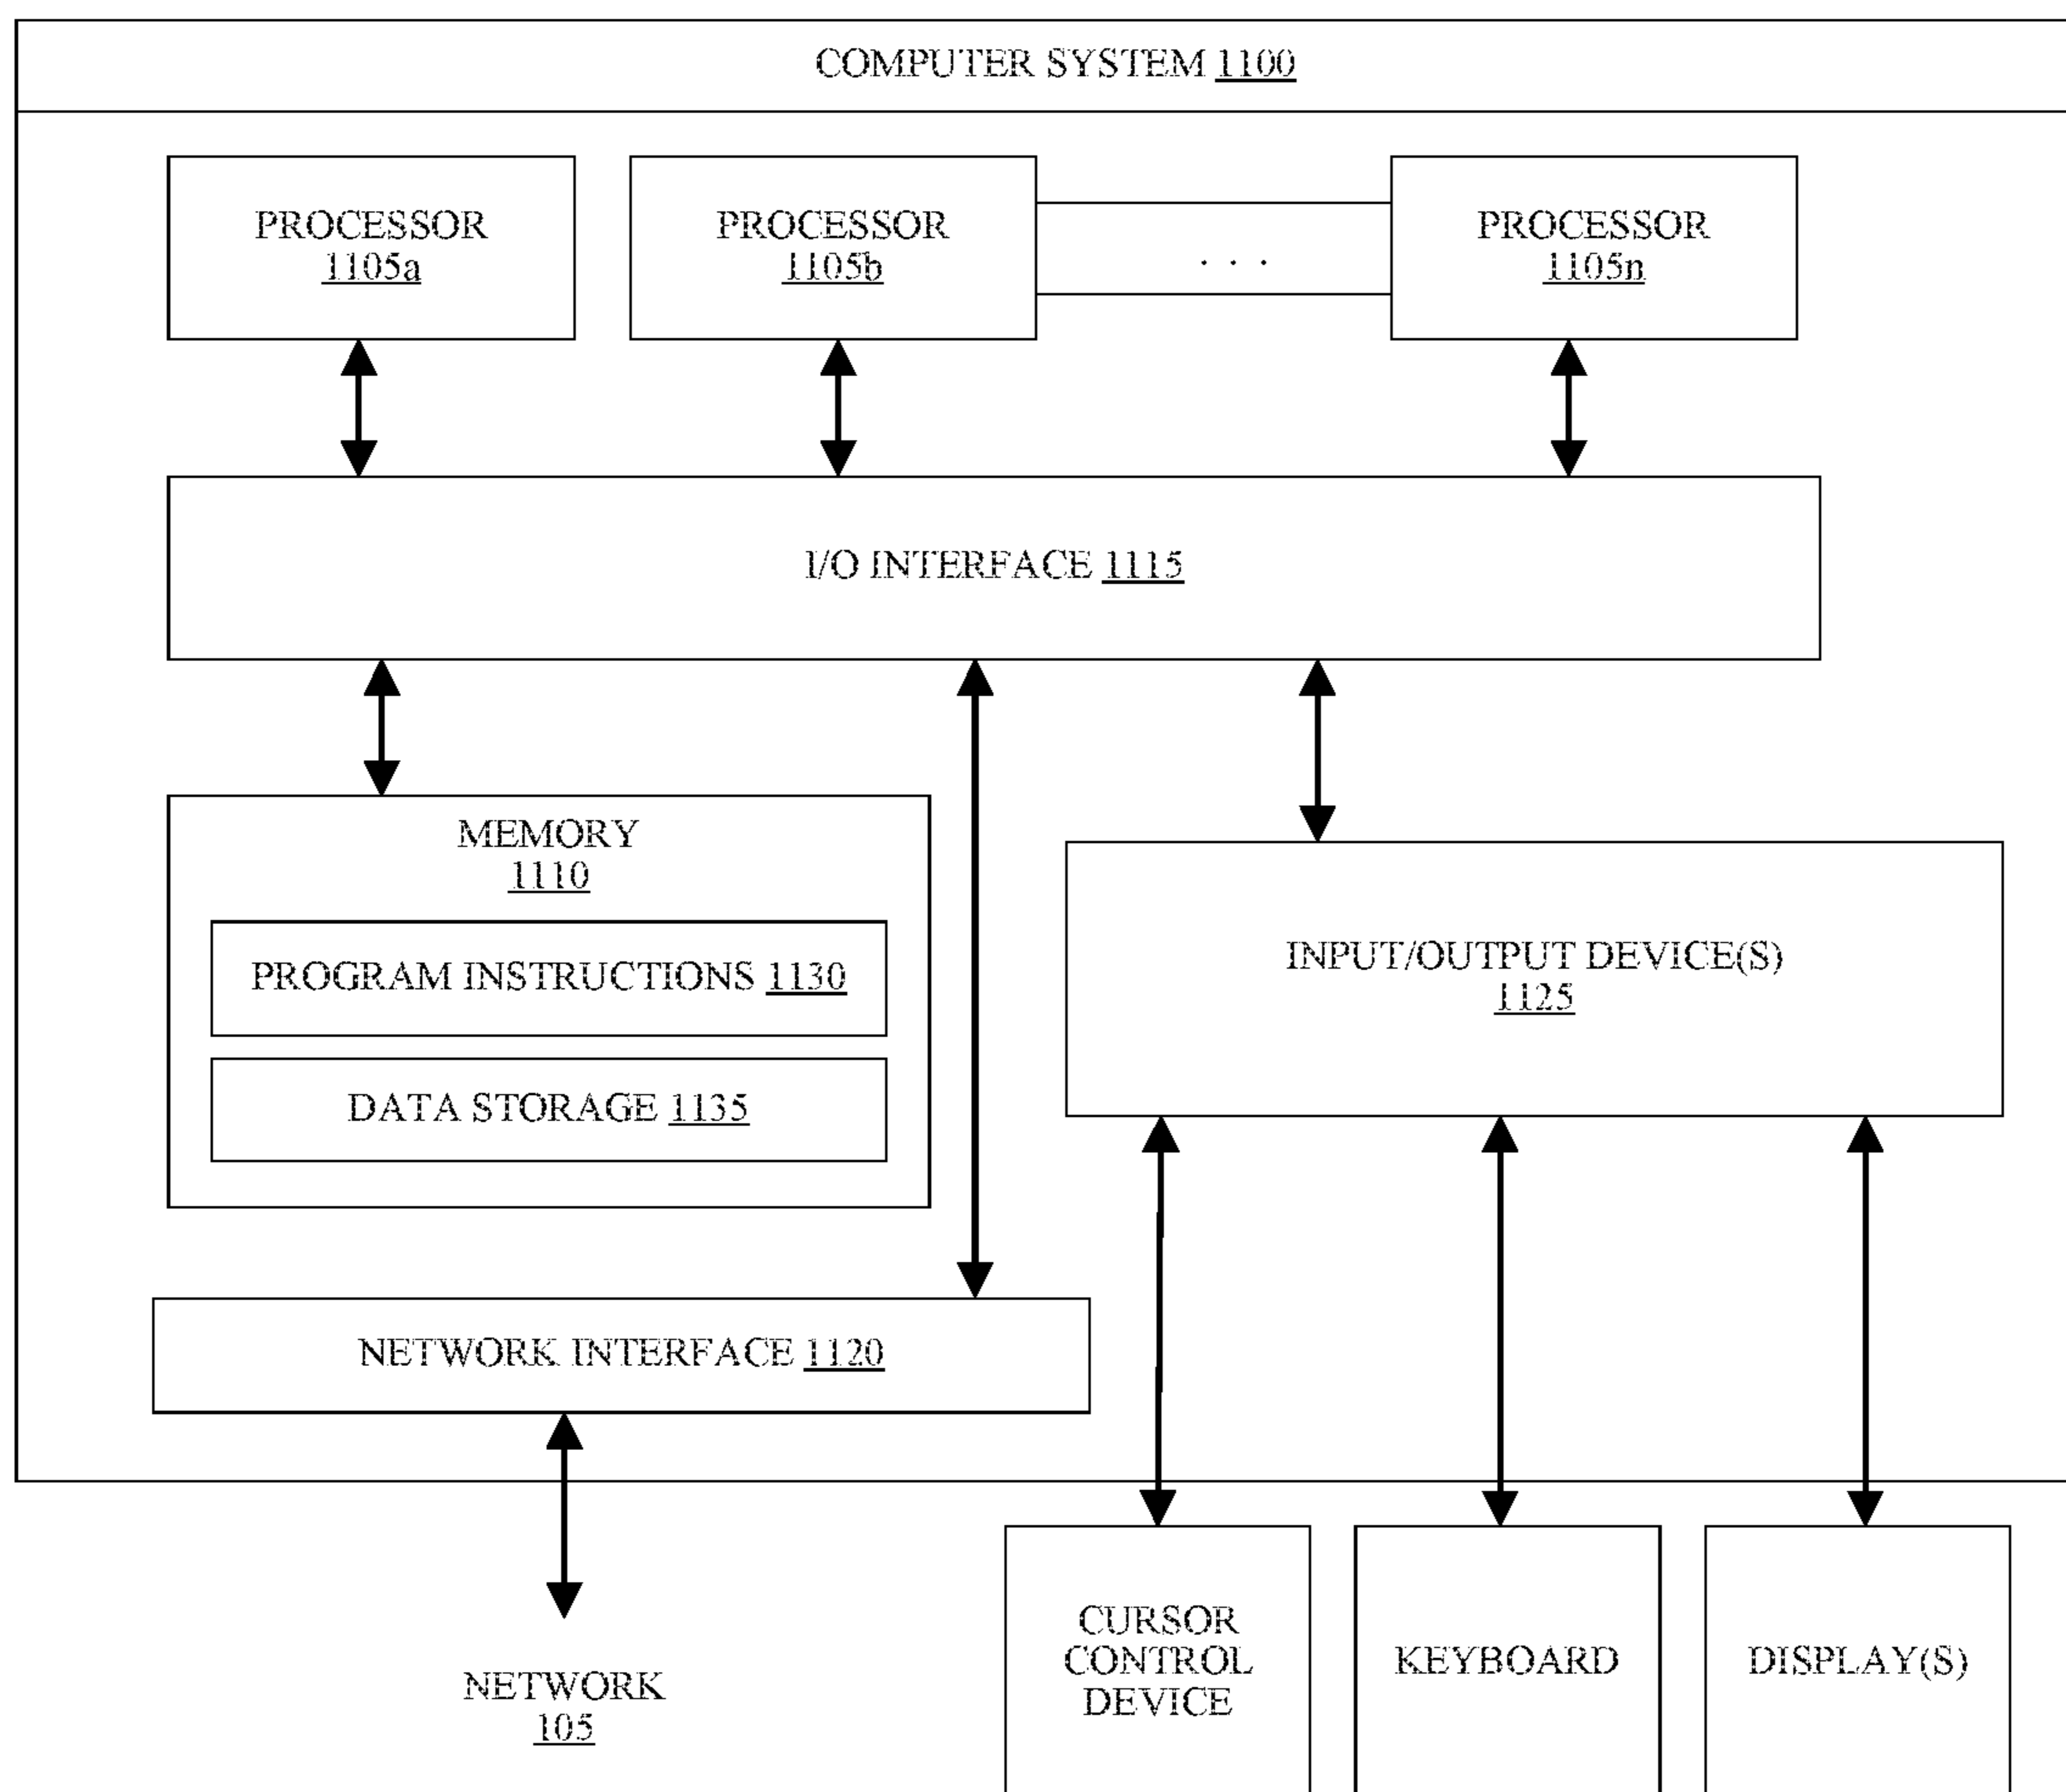 COMPUTER SYSTEM 1100
PROCESSOR
1105a
PROCESSOR
1105b
. . .
PROCESSOR
1105n
I/O INTERFACE 1115
MEMORY
1110
PROGRAM INSTRUCTIONS 1130
DATA STORAGE 1135
INPUT/OUTPUT DEVICE(S)
1125
NETWORK INTERFACE 1120
NETWORK
105
CURSOR
CONTROL
DEVICE
KEYBOARD
DISPLAY(S)